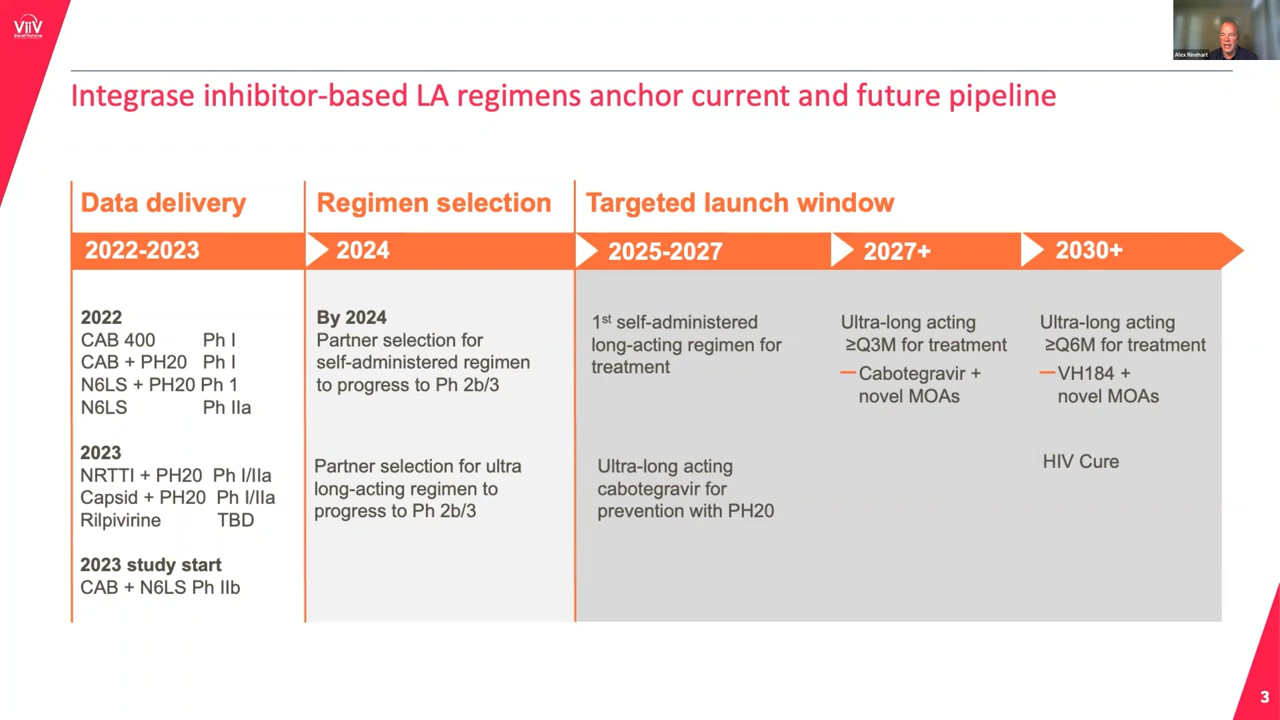 ViiV
Healthcare
Alex Rinehart
Integrase inhibitor-based LA regimens anchor current and future pipeline
Data delivery
Regimen selection
Targeted launch window
2022-2023
2024
2025-2027
2027+
2030+
2022
CAB 400 Ph I
CAB + PH20 Ph I
N6LS + PH20 Ph 1
N6LS Ph IIa
2023
NRTTI + PH20 Ph I/IIa
Capsid + PH20 Ph I/IIa
Rilpivirine TBD
2023 study start
CAB + N6LS Ph IIb
By 2024
Partner selection for
self-administered regimen
to progress to Ph 2b/3
Partner selection for ultra
long-acting regimen to
progress to Ph 2b/3
1st self-administered
long-acting regimen for
treatment
Ultra-long acting
cabotegravir for
prevention with PH20
Ultra-long acting
≥Q3M for treatment
—Cabotegravir +
novel MOAs
Ultra-long acting
≥Q6M for treatment
—VH184 +
novel MOAs
HIV Cure
3